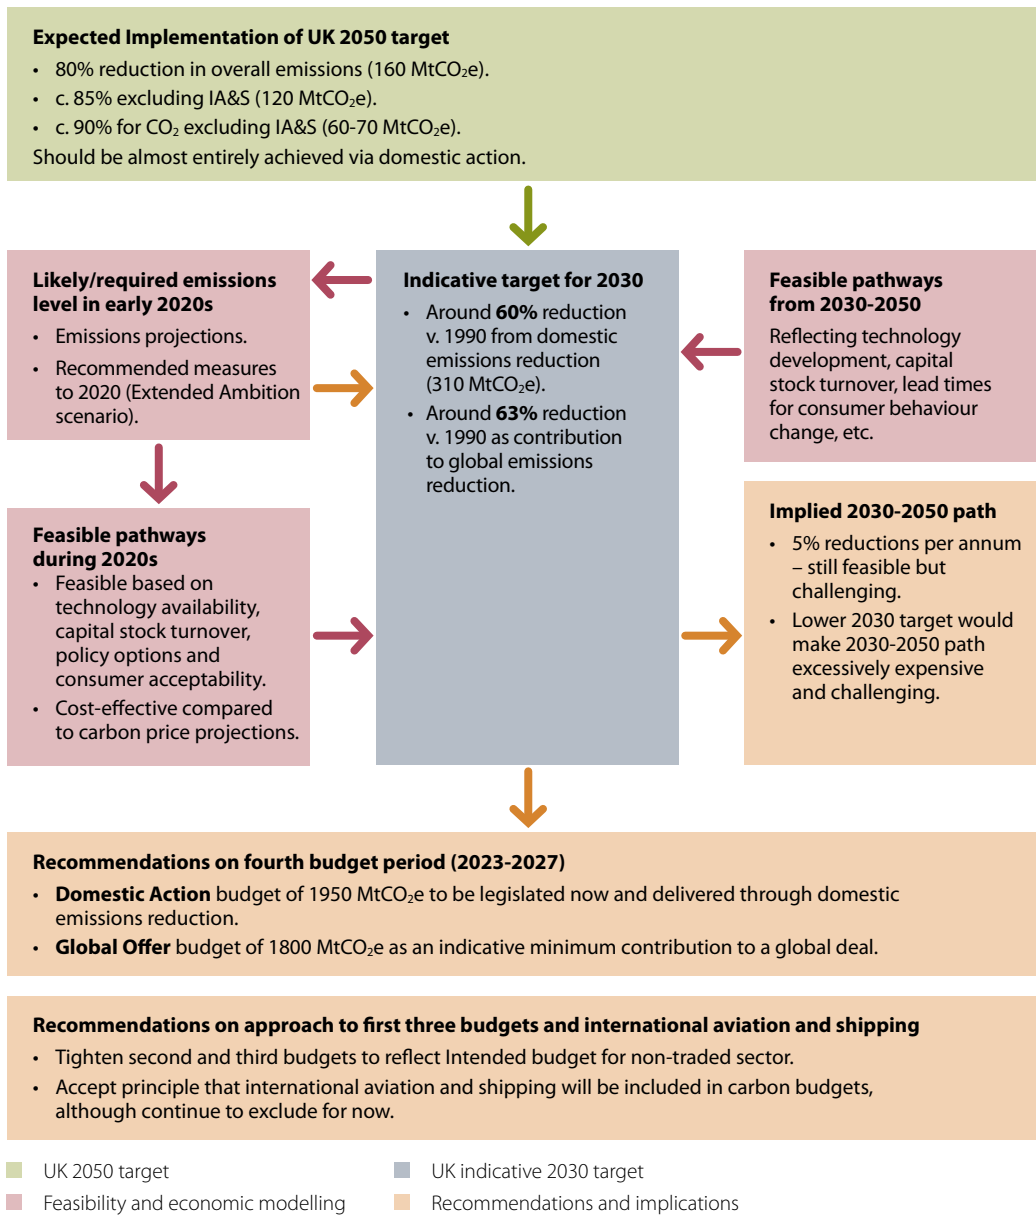 Expected Implementation of UK 2050 target
• 80% reduction in overall emissions (160 MtCO₂e).
• c. 85% excluding IA&S (120 MtCO₂e).
• c. 90% for CO₂ excluding IA&S (60-70 MtCO₂e).
Should be almost entirely achieved via domestic action.
Likely/required emissions
level in early 2020s
• Emissions projections.
• Recommended measures
to 2020 (Extended Ambition
scenario).
Indicative target for 2030
• Around 60% reduction
v. 1990 from domestic
emissions reduction
(310 MtCO₂e).
• Around 63% reduction
v. 1990 as contribution
to global emissions
reduction.
Feasible pathways
from 2030-2050
Reflecting technology
development, capital
stock turnover, lead times
for consumer behaviour
change, etc.
Feasible pathways
during 2020s
• Feasible based on
technology availability,
capital stock turnover,
policy options and
consumer acceptability.
• Cost-effective compared
to carbon price projections.
Implied 2030-2050 path
• 5% reductions per annum
– still feasible but
challenging.
• Lower 2030 target would
make 2030-2050 path
excessively expensive
and challenging.
Recommendations on fourth budget period (2023-2027)
• Domestic Action budget of 1950 MtCO₂e to be legislated now and delivered through domestic
emissions reduction.
• Global Offer budget of 1800 MtCO₂e as an indicative minimum contribution to a global deal.
Recommendations on approach to first three budgets and international aviation and shipping
• Tighten second and third budgets to reflect Intended budget for non-traded sector.
• Accept principle that international aviation and shipping will be included in carbon budgets,
although continue to exclude for now.
UK 2050 target
UK indicative 2030 target
Feasibility and economic modelling
Recommendations and implications